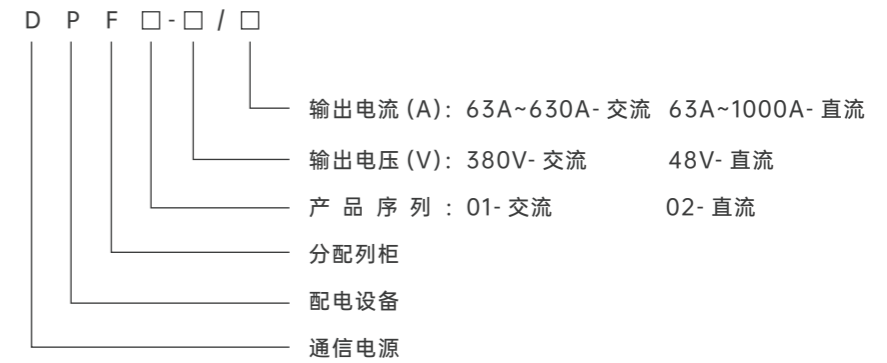 D P F □-□/□
输出电流(A)：63A~630A-交流 63A~1000A-直流
输出电压(V)：380V-交流 48V-直流
产品序列：01-交流 02-直流
分配列柜
配电设备
通信电源